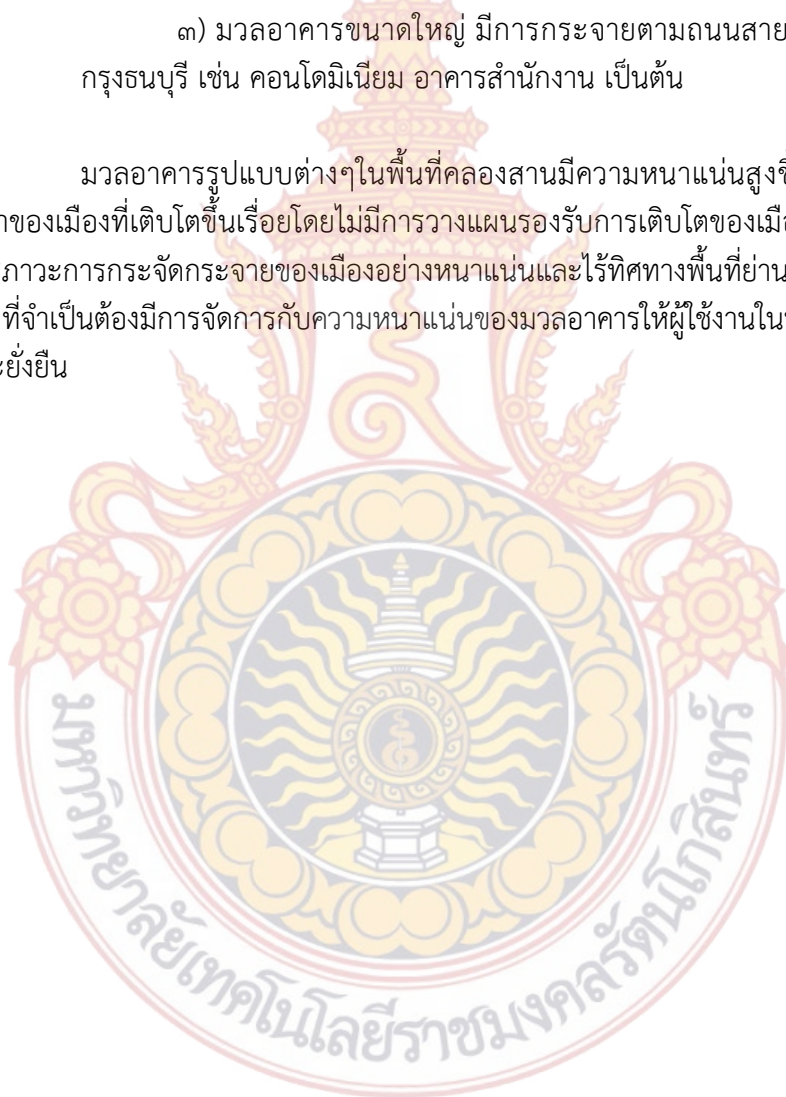 ๓) มวลอาคารขนาดใหญ่ มีการกระจายตามถนนสาย
กรุงธนบุรี เช่น คอนโดมิเนียม อาคารสำนักงาน เป็นต้น
มวลอาคารรูปแบบต่างๆในพื้นที่คลองสานมีความหนาแน่นสูงขึ้
ของเมืองที่เติบโตขึ้นเรื่อยโดยไม่มีการวางแผนรองรับการเติบโตของเมือ
ภาวะการกระจัดกระจายของเมืองอย่างหนาแน่นและไร้ทิศทางพื้นที่ย่าน
ที่จำเป็นต้องมีการจัดการกับความหนาแน่นของมวลอาคารให้ผู้ใช้งานใน
ะยั่งยืน
มหาวิทยาลัยเทคโนโลยีราชมงคลรัตนโกสินทร์